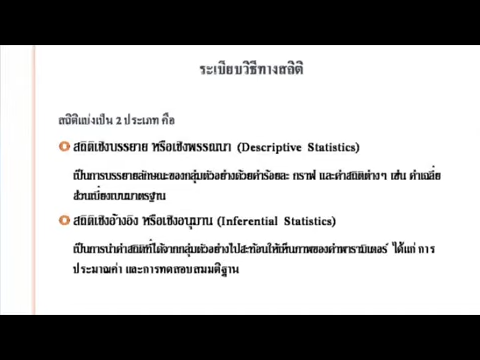 ระเบียบวิธีทางสถิติ
สถิติแบ่งเป็น 2 ประเภท คือ
สถิติเชิงบรรยาย หรือเชิงพรรณนา (Descriptive Statistics)
เป็นการบรรยายลักษณะของกลุ่มตัวอย่างด้วยค่าร้อยละ กราฟ และค่าสถิติต่างๆ เช่น ค่าเฉลี่ย
ส่วนเบี่ยงเบนมาตรฐาน
สถิติเชิงอ้างอิง หรือเชิงอนุมาน (Inferential Statistics)
เป็นการนำค่าสถิติที่ได้จากกลุ่มตัวอย่างไปสะท้อนให้เห็นภาพของค่าพารามิเตอร์ ได้แก่ การ
ประมาณค่า และการทดสอบสมมติฐาน